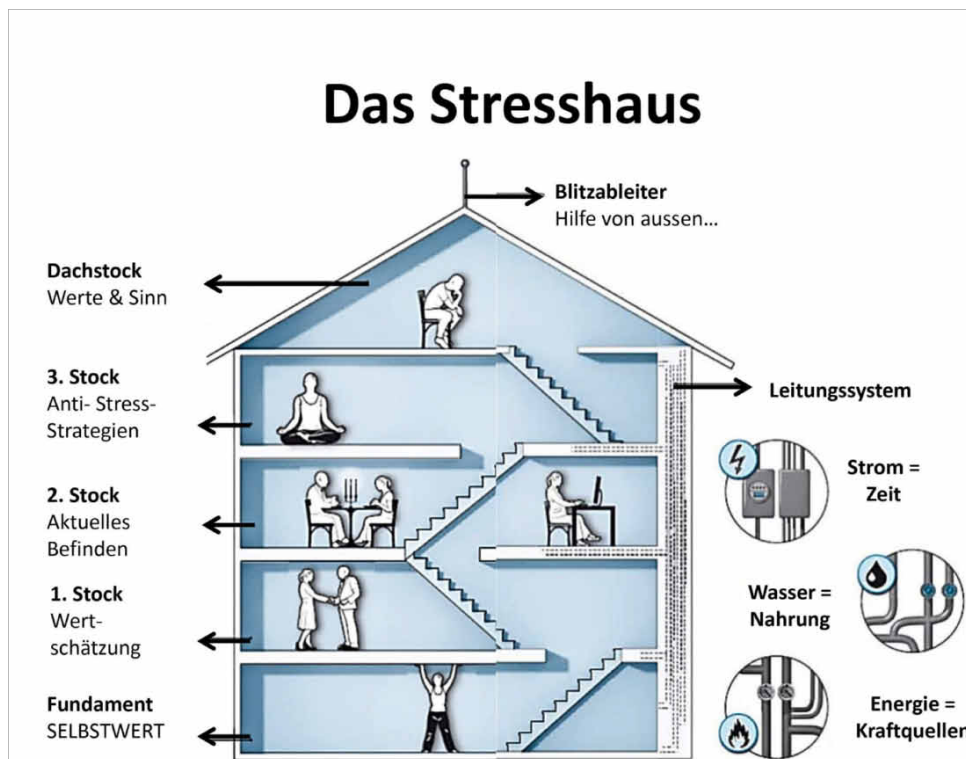 Das Stresshaus
Blitzableiter
Hilfe von aussen...
Dachstock
Werte & Sinn
3. Stock
Anti- Stress-
Strategien
Leitungssystem
Strom =
Zeit
2. Stock
Aktuelles
Befinden
1. Stock
Wert-
schätzung
Wasser =
Nahrung
Fundament
SELBSTWERT
Energie =
Kraftquellen